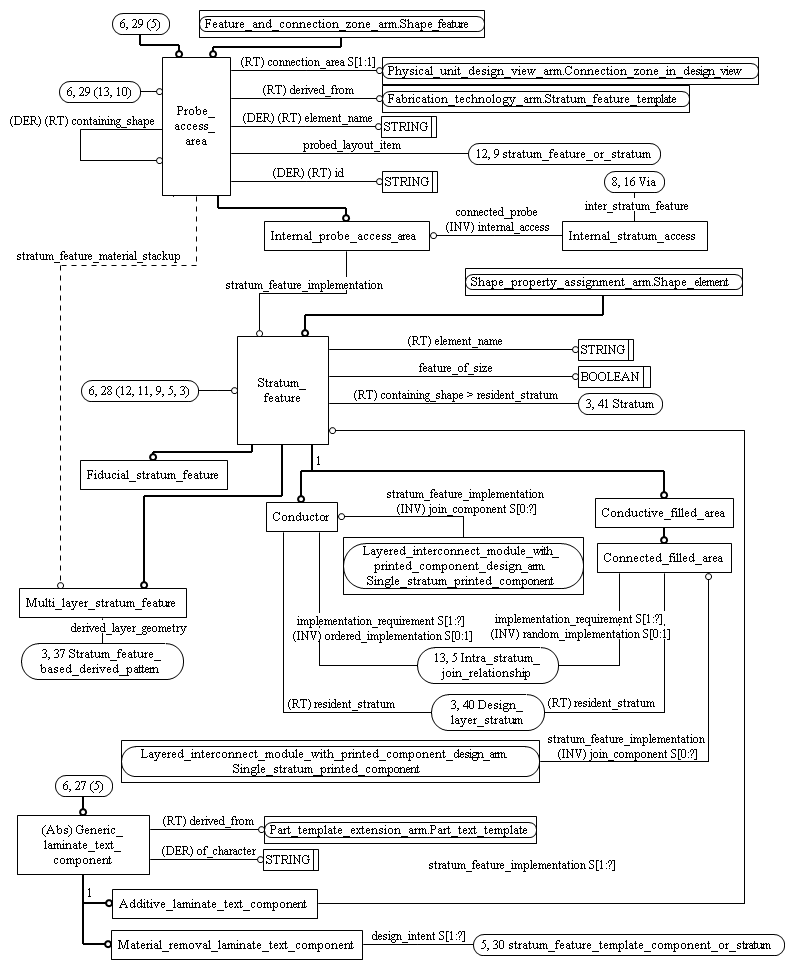 6, 29 (5)
Feature_and_connection_zone_arm.Shape_feature
(RT) connection_area S[1:1]
Physical_unit_design_view_arm.Connection_zone_in_design_view
6, 29 (13, 10)
(RT) derived_from
Fabrication_technology_arm.Stratum_feature_template
Probe_
access_
area
(DER) (RT) containing_shape
(DER) (RT) element_name
STRING
probed_layout_item
12, 9 stratum_feature_or_stratum
(DER) (RT) id
STRING
8, 16 Via
inter_stratum_feature
connected_probe
(INV) internal_access
Internal_probe_access_area
Internal_stratum_access
stratum_feature_material_stackup
stratum_feature_implementation
Shape_property_assignment_arm.Shape_element
(RT) element_name
STRING
feature_of_size
BOOLEAN
Stratum_
feature
6, 28 (12, 11, 9, 5, 3)
(RT) containing_shape > resident_stratum
3, 41 Stratum
1
Fiducial_stratum_feature
stratum_feature_implementation
(INV) join_component S[0:?]
Conductor
Conductive_filled_area
Layered_interconnect_module_with_
printed_component_design_arm.
Single_stratum_printed_component
Connected_filled_area
Multi_layer_stratum_feature
derived_layer_geometry
implementation_requirement S[1:?]
(INV) ordered_implementation S[0:1]
implementation_requirement S[1:?]
(INV) random_implementation S[0:1]
3, 37 Stratum_feature_
based_derived_pattern
13, 5 Intra_stratum_
join_relationship
(RT) resident_stratum
3, 40 Design_
layer_stratum
(RT) resident_stratum
stratum_feature_implementation
(INV) join_component S[0:?]
Layered_interconnect_module_with_printed_component_design_arm.
Single_stratum_printed_component
6, 27 (5)
(RT) derived_from
Part_template_extension_arm.Part_text_template
(Abs) Generic_
laminate_text_
component
(DER) of_character
STRING
stratum_feature_implementation S[1:?]
1
Additive_laminate_text_component
Material_removal_laminate_text_component
design_intent S[1:?]
5, 30 stratum_feature_template_component_or_stratum